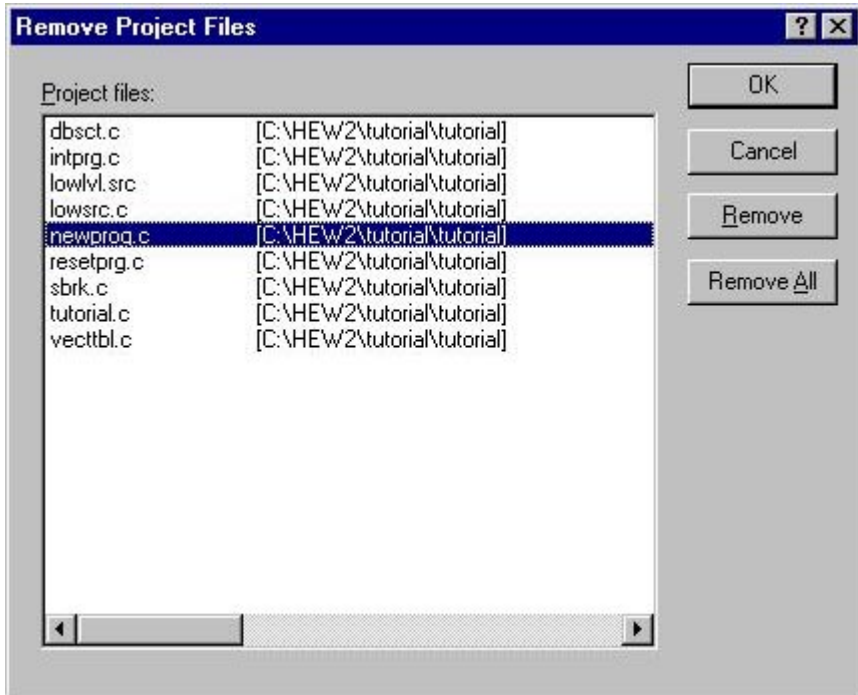 Remove Project Files
Project files:
dbsct.c [C:\HEW2\tutorial\tutorial]
intprg.c [C:\HEW2\tutorial\tutorial]
lowlvl.src [C:\HEW2\tutorial\tutorial]
lowsrc.c [C:\HEW2\tutorial\tutorial]
newprog.c [C:\HEW2\tutorial\tutorial]
resetprg.c [C:\HEW2\tutorial\tutorial]
sbrk.c [C:\HEW2\tutorial\tutorial]
tutorial.c [C:\HEW2\tutorial\tutorial]
vecttbl.c [C:\HEW2\tutorial\tutorial]
OK
Cancel
Remove
Remove All